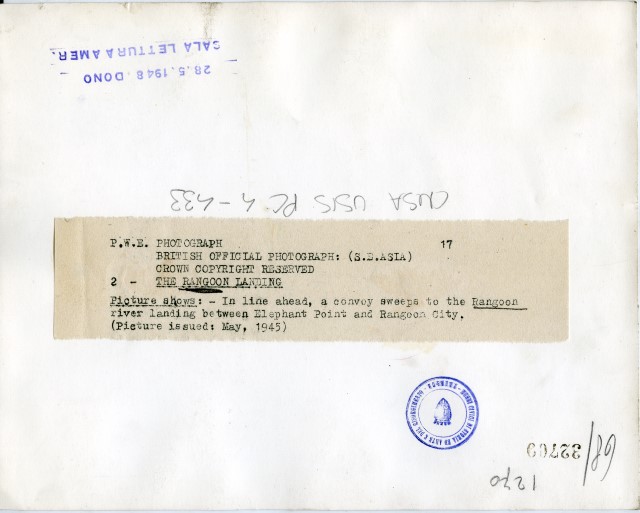 28.5.1948 DONO
SALA LETTURA AMER.
CUSA USIS PC 4-433
P.W.E. PHOTOGRAPH 17
BRITISH OFFICIAL PHOTOGRAPH: (S.E.ASIA)
CROWN COPYRIGHT RESERVED
2 - THE RANGOON LANDING
Picture shows: - In line ahead, a convoy sweeps to the Rangoon
river landing between Elephant Point and Rangoon City.
(Picture issued: May, 1945)
32709
1270